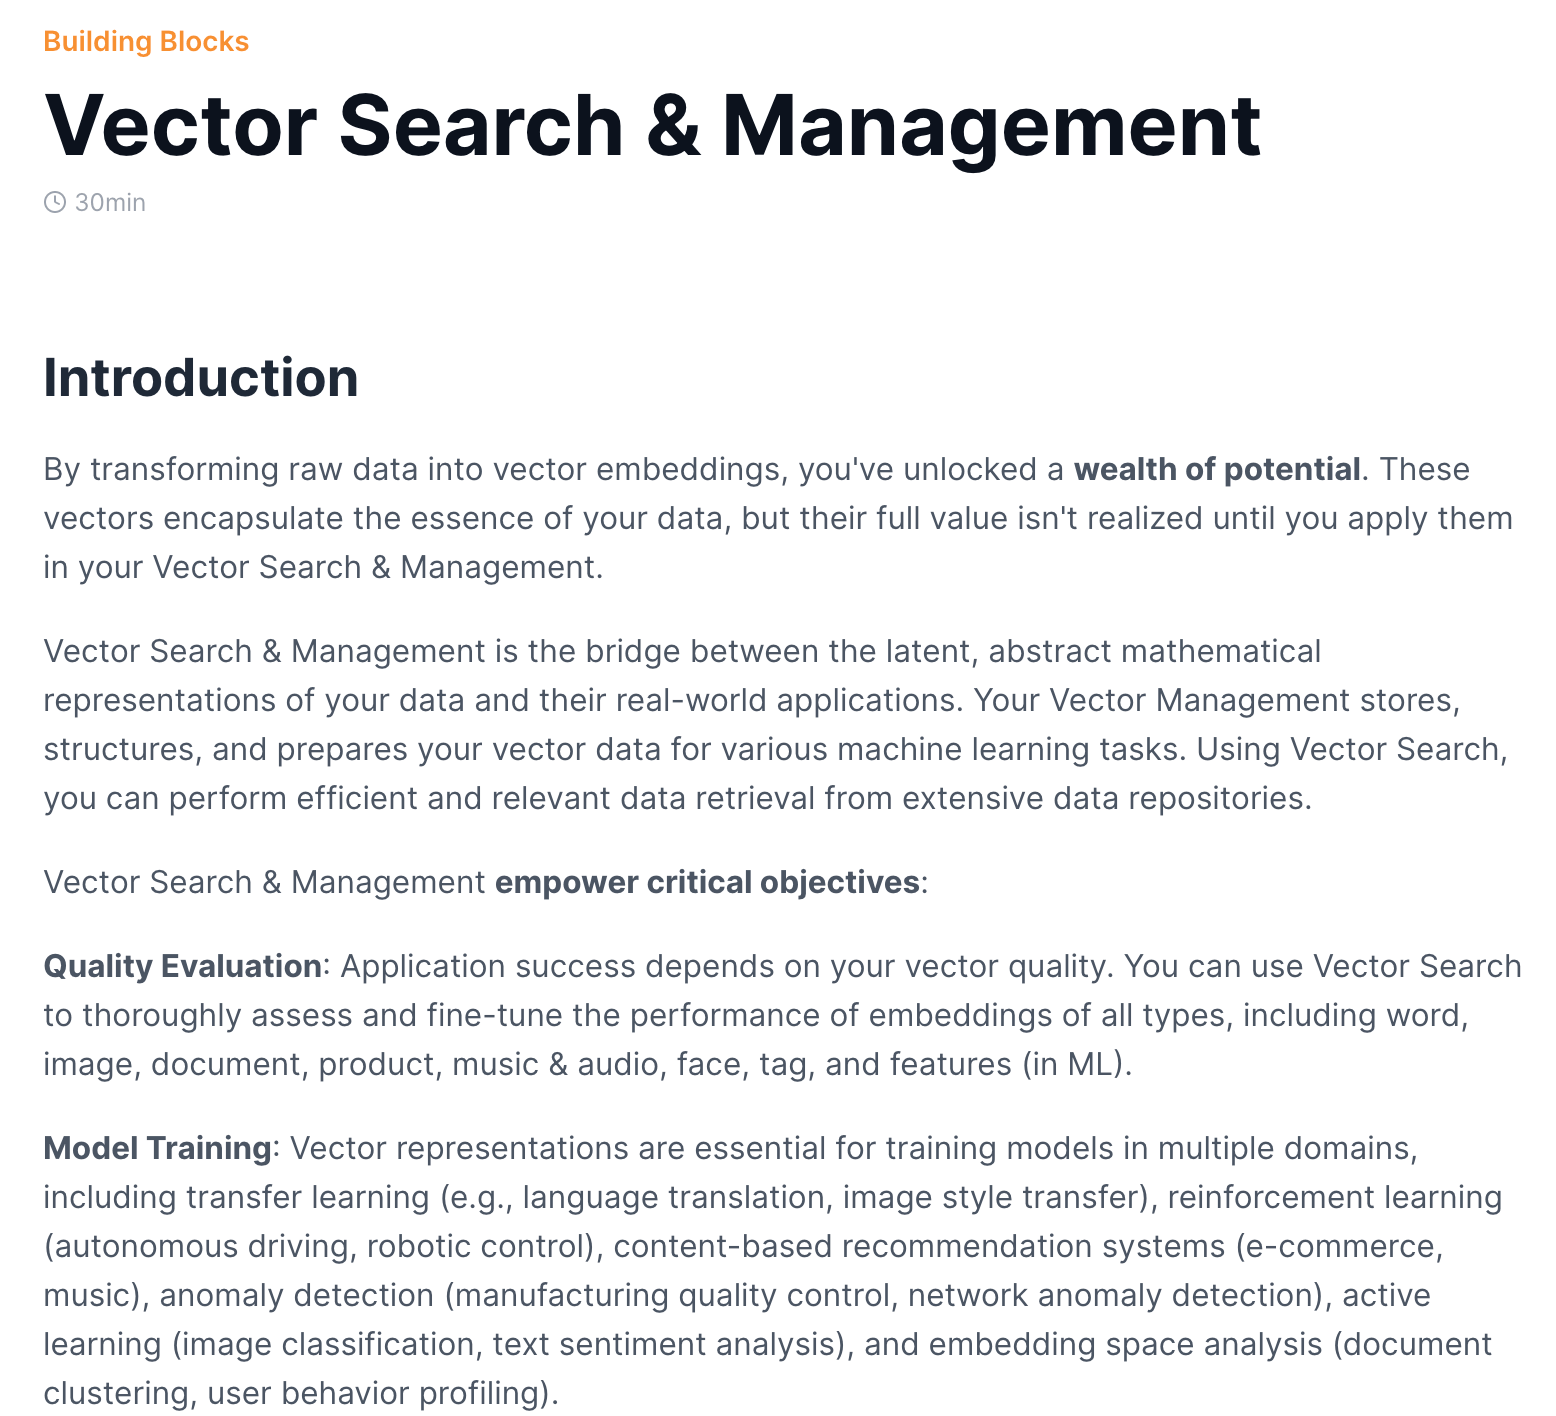 Building Blocks
Vector Search & Management
30min
Introduction
By transforming raw data into vector embeddings, you've unlocked a wealth of potential. These
vectors encapsulate the essence of your data, but their full value isn't realized until you apply them
in your Vector Search & Management.
Vector Search & Management is the bridge between the latent, abstract mathematical
representations of your data and their real-world applications. Your Vector Management stores,
structures, and prepares your vector data for various machine learning tasks. Using Vector Search,
you can perform efficient and relevant data retrieval from extensive data repositories.
Vector Search & Management empower critical objectives:
Quality Evaluation: Application success depends on your vector quality. You can use Vector Search
to thoroughly assess and fine-tune the performance of embeddings of all types, including word,
image, document, product, music & audio, face, tag, and features (in ML).
Model Training: Vector representations are essential for training models in multiple domains,
including transfer learning (e.g., language translation, image style transfer), reinforcement learning
(autonomous driving, robotic control), content-based recommendation systems (e-commerce,
music), anomaly detection (manufacturing quality control, network anomaly detection), active
learning (image classification, text sentiment analysis), and embedding space analysis (document
clustering, user behavior profiling).